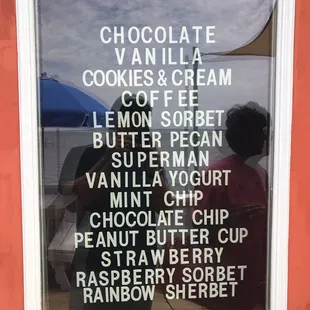 CHOCOLATE
VANILLA
COOKIES & CREAM
COFFEE
LEMON SORBET
BUTTER PECAN
SUPERMAN
VANILLA YOGURT
MINT CHIP
CHOCOLATE CHIP
PEANUT BUTTER CUP
STRAWBERRY
RASPBERRY SORBET
RAINBOW SHERBET